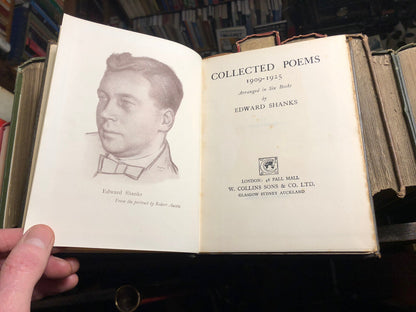 Edward Shanks
From the portrait by Robert Austin
COLLECTED POEMS
1909-1925
Arranged in Six Books
by
EDWARD SHANKS
LONDON: 48 PALL MALL
W. COLLINS SONS & CO. LTD.
GLASGOW SYDNEY AUCKLAND